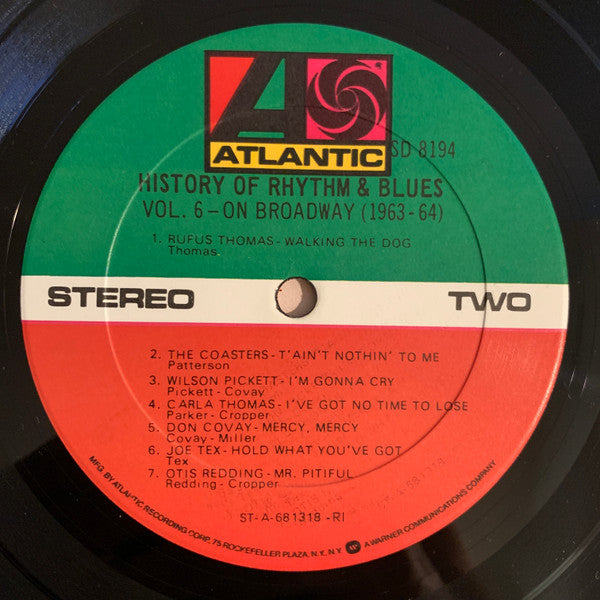 ATLANTIC
SD 8194
HISTORY OF RHYTHM & BLUES
VOL. 6 - ON BROADWAY (1963-64)
1. RUFUS THOMAS - WALKING THE DOG
Thomas
STEREO
TWO
2. THE COASTERS - T'AIN'T NOTHIN' TO ME
Patterson
3. WILSON PICKETT - I'M GONNA CRY
Pickett - Covay
4. CARLA THOMAS - I'VE GOT NO TIME TO LOSE
Parker - Cropper
5. DON COVAY - MERCY, MERCY
Covay - Miller
6. JOE TEX - HOLD WHAT YOU'VE GOT
Tex
7. OTIS REDDING - MR. PITIFUL
Redding - Cropper
ST-A-681318-RI
MFG. BY ATLANTIC RECORDING CORP. 75 ROCKEFELLER PLAZA, N.Y., N.Y. A WARNER COMMUNICATIONS COMPANY